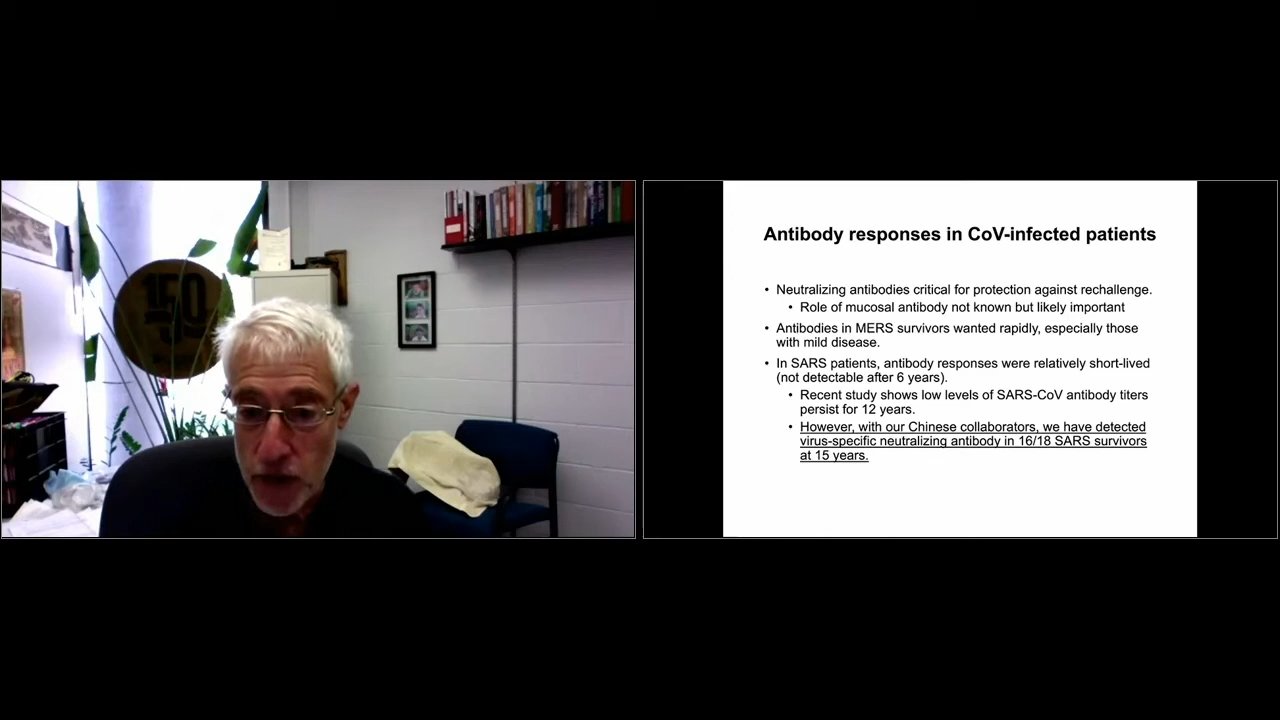 150
Antibody responses in CoV-infected patients
• Neutralizing antibodies critical for protection against rechallenge.
• Role of mucosal antibody not known but likely important
• Antibodies in MERS survivors wanted rapidly, especially those
with mild disease.
• In SARS patients, antibody responses were relatively short-lived
(not detectable after 6 years).
• Recent study shows low levels of SARS-CoV antibody titers
persist for 12 years.
• However, with our Chinese collaborators, we have detected
virus-specific neutralizing antibody in 16/18 SARS survivors
at 15 years.